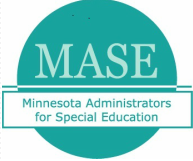 MASE
Minnesota Administrators
for Special Education